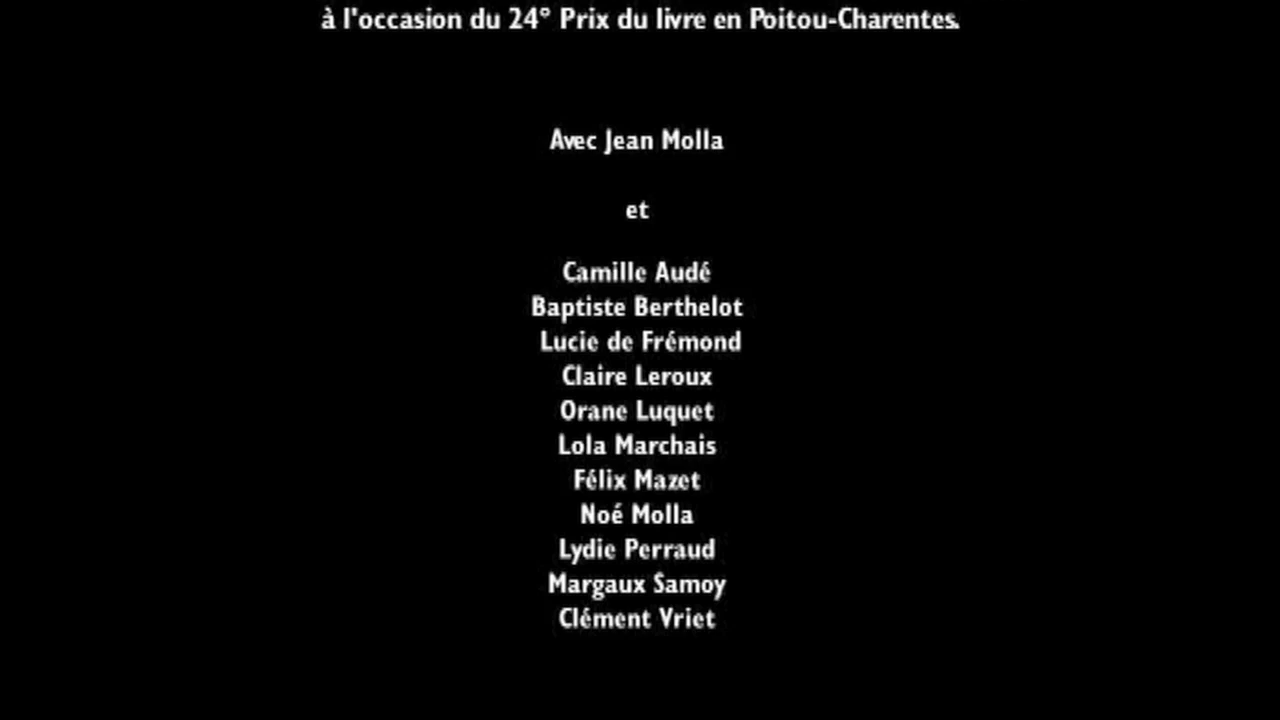 à l'occasion du 24° Prix du livre en Poitou-Charentes.
Avec Jean Molla
et
Camille Audé
Baptiste Berthelot
Lucie de Frémond
Claire Leroux
Orane Luquet
Lola Marchais
Félix Mazet
Noé Molla
Lydie Perraud
Margaux Samoy
Clément Vriet